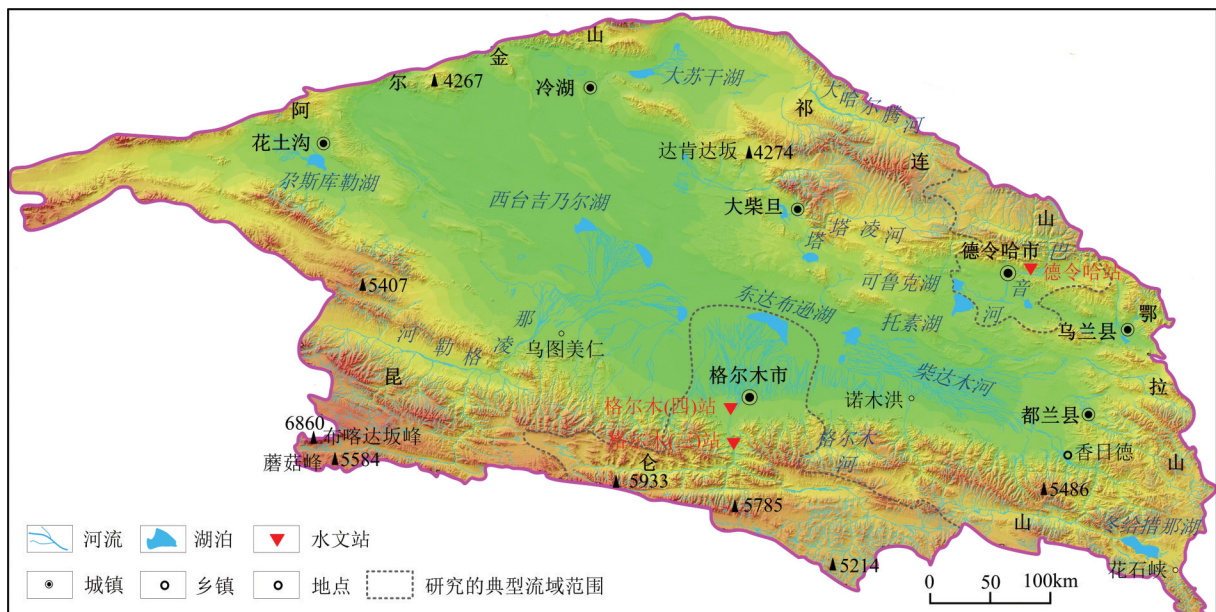 阿尔金山
4267
冷湖
大苏干湖
大哈尔腾河
祁连山
花土沟
尕斯库勒湖
达肯达坂
4274
西台吉乃尔湖
大柴旦
塔塔凌河
德令哈市
巴音河
德令哈站
5407
可鲁克湖
东达布逊湖
托素湖
乌兰县
鄂拉山
那凌格勒河
乌图美仁
昆仑山
格尔木市
柴达木河
诺木洪
格尔木(四)站
都兰县
6860
布喀达坂峰
格尔木(一)站
格尔木河
香日德
蘑菇峰
5584
5933
5486
5785
冬给措那湖
5214
花石峡
河流
湖泊
水文站
城镇
乡镇
地点
研究的典型流域范围
0 50 100km